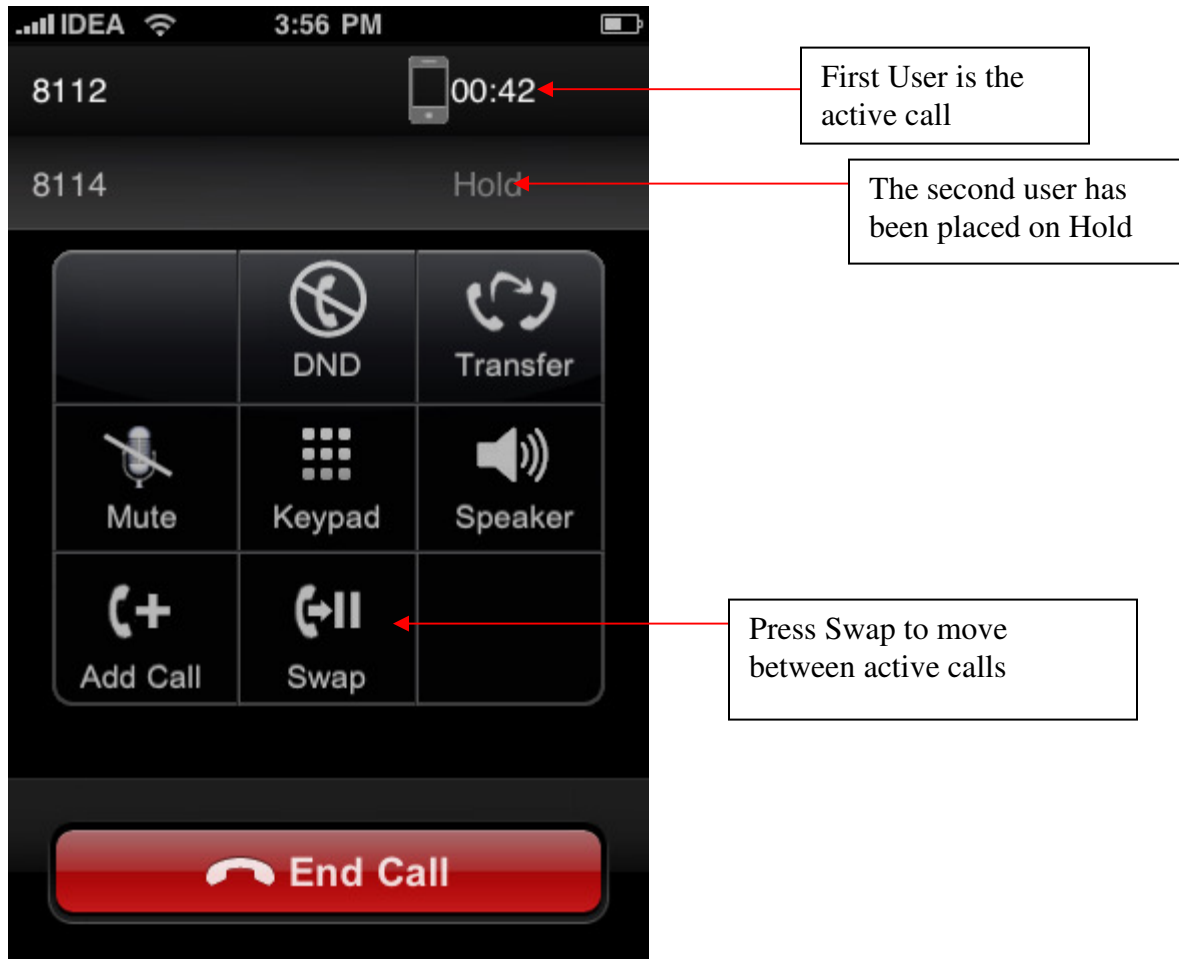 IDEA 3:56 PM
8112 00:42
8114 Hold
DND Transfer
Mute Keypad Speaker
Add Call Swap
End Call
First User is the
active call
The second user has
been placed on Hold
Press Swap to move
between active calls